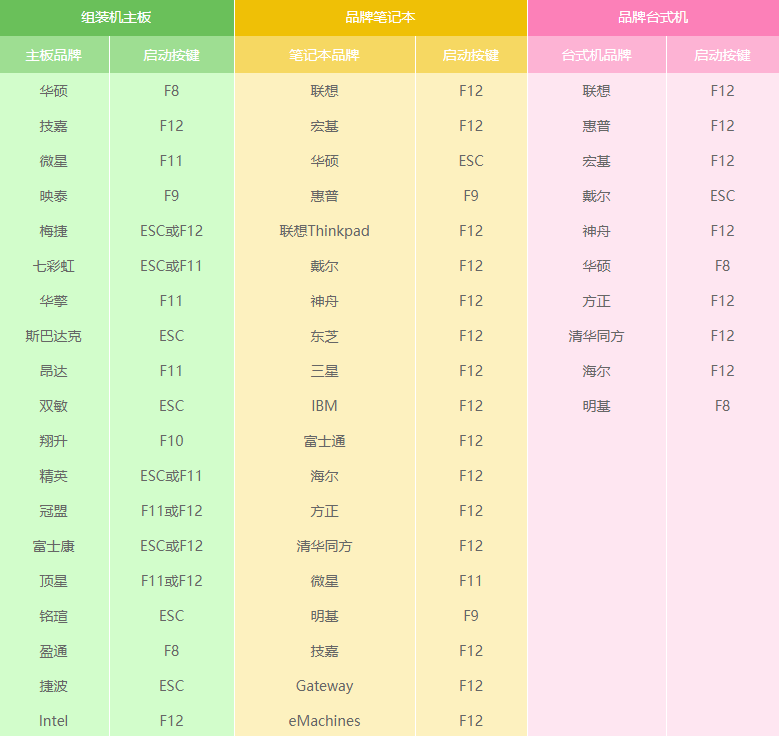 组装机主板 品牌笔记本 品牌台式机
主板品牌 启动按键 笔记本品牌 启动按键 台式机品牌 启动按键
华硕 F8 联想 F12 联想 F12
技嘉 F12 宏基 F12 惠普 F12
微星 F11 华硕 ESC 宏基 F12
映泰 F9 惠普 F9 戴尔 ESC
梅捷 ESC或F12 联想Thinkpad F12 神舟 F12
七彩虹 ESC或F11 戴尔 F12 华硕 F8
华擎 F11 神舟 F12 方正 F12
斯巴达克 ESC 东芝 F12 清华同方 F12
昂达 F11 三星 F12 海尔 F12
双敏 ESC IBM F12 明基 F8
翔升 F10 富士通 F12
精英 ESC或F11 海尔 F12
冠盟 F11或F12 方正 F12
富士康 ESC或F12 清华同方 F12
顶星 F11或F12 微星 F11
铭瑄 ESC 明基 F9
盈通 F8 技嘉 F12
捷波 ESC Gateway F12
Intel F12 eMachines F12